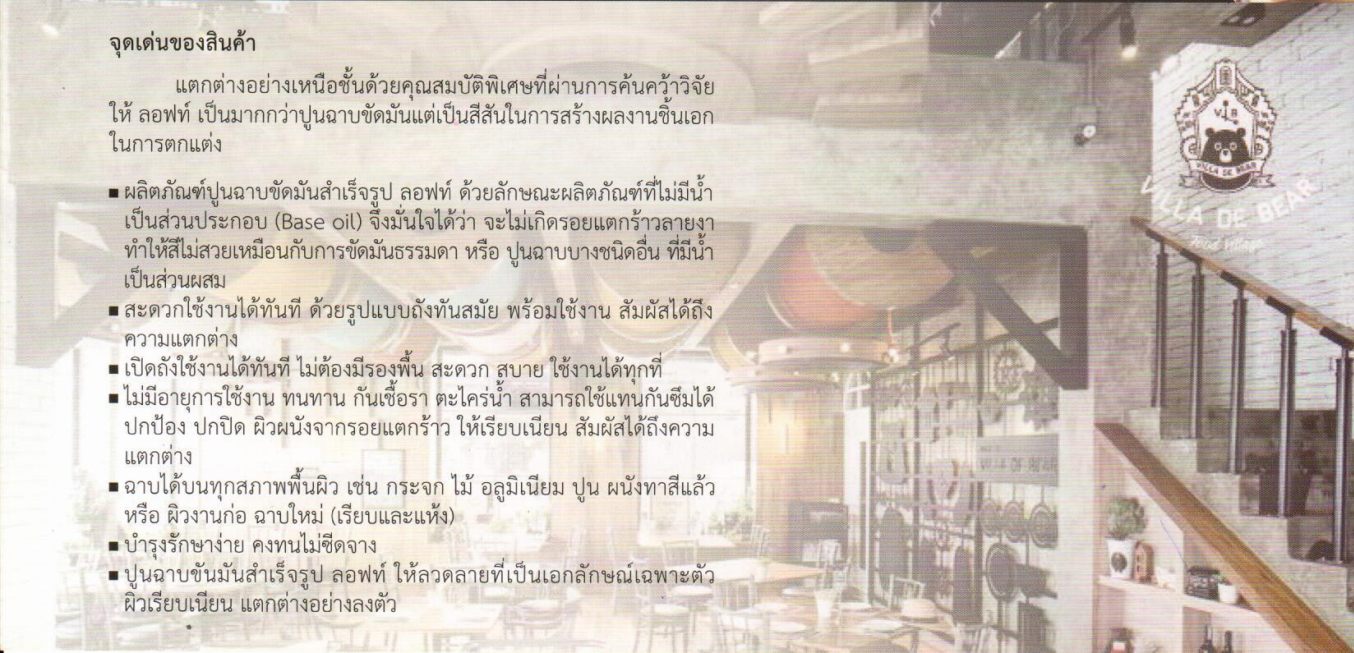 จุดเด่นของสินค้า
แตกต่างอย่างเหนือชั้นด้วยคุณสมบัติพิเศษที่ผ่านการค้นคว้าวิจัย
ให้ ลอฟท์ เป็นมากกว่าปูนฉาบขัดมันแต่เป็นสีสันในการสร้างผลงานชิ้นเอก
ในการตกแต่ง
▪ ผลิตภัณฑ์ปูนฉาบขัดมันสำเร็จรูป ลอฟท์ ด้วยลักษณะผลิตภัณฑ์ที่ไม่มีน้ำ
เป็นส่วนประกอบ (Base oil) จึงมั่นใจได้ว่า จะไม่เกิดรอยแตกร้าวลายงา
ทำให้สีไม่สวยเหมือนกับการขัดมันธรรมดา หรือ ปูนฉาบบางชนิดอื่น ที่มีน้ำ
เป็นส่วนผสม
▪ สะดวกใช้งานได้ทันที ด้วยรูปแบบถังทันสมัย พร้อมใช้งาน สัมผัสได้ถึง
ความแตกต่าง
▪ เปิดถังใช้งานได้ทันที ไม่ต้องมีรองพื้น สะดวก สบาย ใช้งานได้ทุกที่
▪ ไม่มีอายุการใช้งาน ทนทาน กันเชื้อรา ตะไคร่น้ำ สามารถใช้แทนกันซึมได้
ปกป้อง ปกปิด ผิวผนังจากรอยแตกร้าว ให้เรียบเนียน สัมผัสได้ถึงความ
แตกต่าง
▪ ฉาบได้บนทุกสภาพพื้นผิว เช่น กระจก ไม้ อลูมิเนียม ปูน ผนังทาสีแล้ว
หรือ ผิวงานก่อ ฉาบใหม่ (เรียบและแห้ง)
▪ บำรุงรักษาง่าย คงทนไม่ซีดจาง
▪ ปูนฉาบขันมันสำเร็จรูป ลอฟท์ ให้ลวดลายที่เป็นเอกลักษณ์เฉพาะตัว
ผิวเรียบเนียน แตกต่างอย่างลงตัว
V B
VILLA DE BEAR
VILLA DE BEAR
Food Village